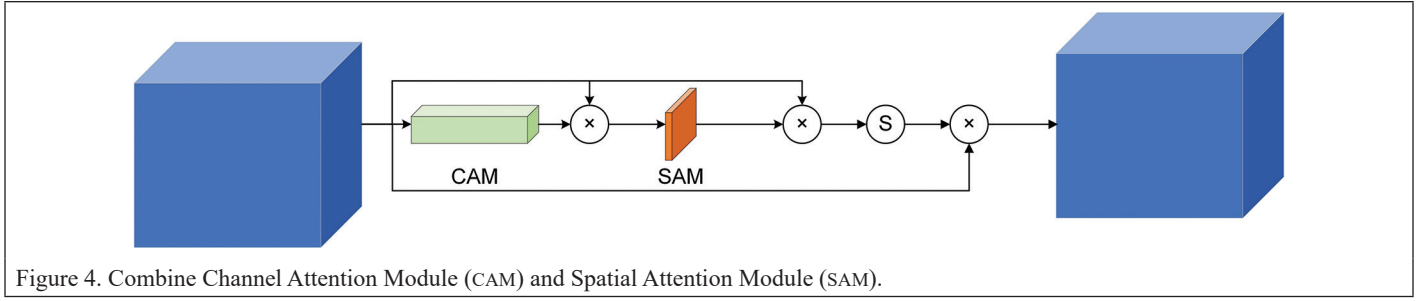 × × S ×
CAM SAM
Figure 4. Combine Channel Attention Module (CAM) and Spatial Attention Module (SAM).